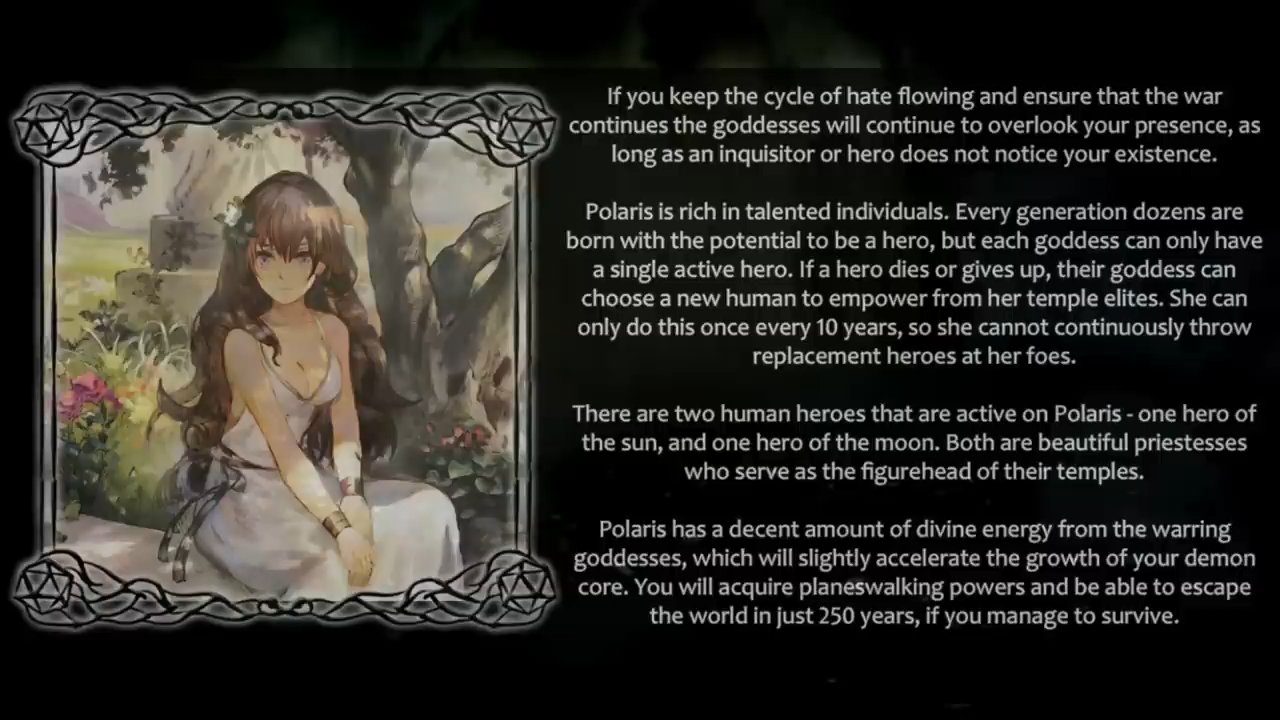 If you keep the cycle of hate flowing and ensure that the war
continues the goddesses will continue to overlook your presence, as
long as an inquisitor or hero does not notice your existence.
Polaris is rich in talented individuals. Every generation dozens are
born with the potential to be a hero, but each goddess can only have
a single active hero. If a hero dies or gives up, their goddess can
choose a new human to empower from her temple elites. She can
only do this once every 10 years, so she cannot continuously throw
replacement heroes at her foes.
There are two human heroes that are active on Polaris - one hero of
the sun, and one hero of the moon. Both are beautiful priestesses
who serve as the figurehead of their temples.
Polaris has a decent amount of divine energy from the warring
goddesses, which will slightly accelerate the growth of your demon
core. You will acquire planeswalking powers and be able to escape
the world in just 250 years, if you manage to survive.